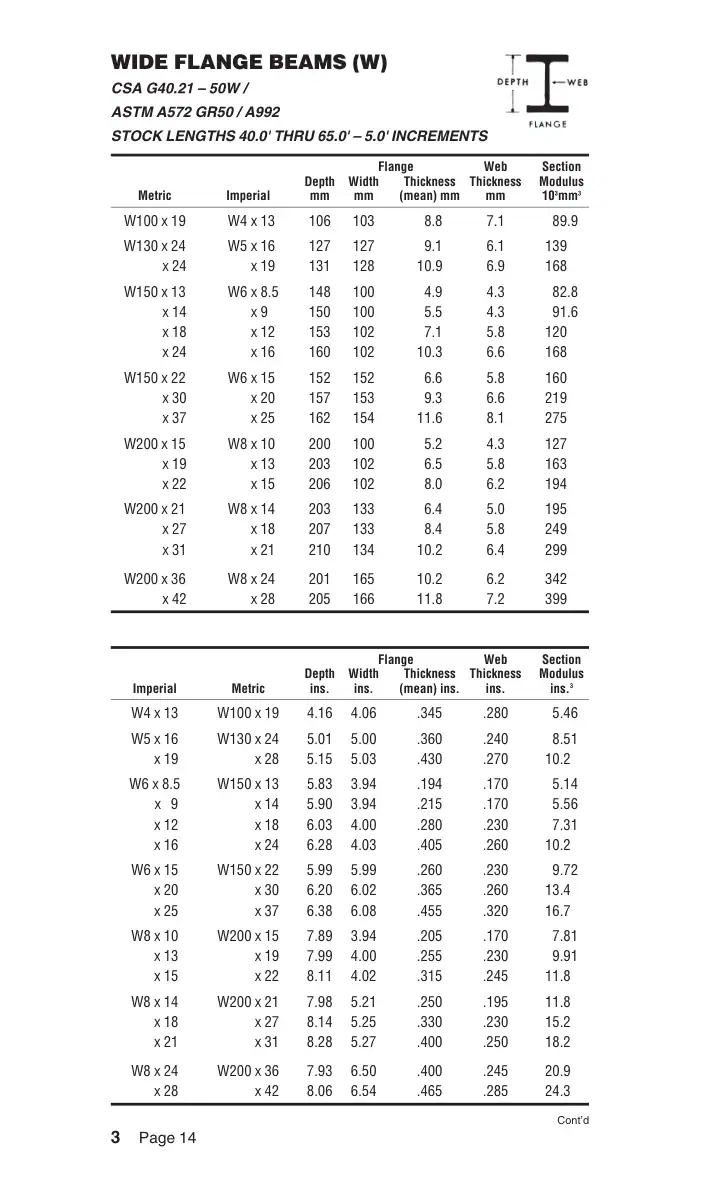 WIDE FLANGE BEAMS (W)
CSA G40.21 – 50W /
ASTM A572 GR50 / A992
STOCK LENGTHS 40.0' THRU 65.0' – 5.0' INCREMENTS
DEPTH WEB
FLANGE
Flange Web Section
Depth Width Thickness Thickness Modulus
Metric Imperial mm mm (mean) mm mm 10³mm³
W100 x 19 W4 x 13 106 103 8.8 7.1 89.9
W130 x 24 W5 x 16 127 127 9.1 6.1 139
x 24 x 19 131 128 10.9 6.9 168
W150 x 13 W6 x 8.5 148 100 4.9 4.3 82.8
x 14 x 9 150 100 5.5 4.3 91.6
x 18 x 12 153 102 7.1 5.8 120
x 24 x 16 160 102 10.3 6.6 168
W150 x 22 W6 x 15 152 152 6.6 5.8 160
x 30 x 20 157 153 9.3 6.6 219
x 37 x 25 162 154 11.6 8.1 275
W200 x 15 W8 x 10 200 100 5.2 4.3 127
x 19 x 13 203 102 6.5 5.8 163
x 22 x 15 206 102 8.0 6.2 194
W200 x 21 W8 x 14 203 133 6.4 5.0 195
x 27 x 18 207 133 8.4 5.8 249
x 31 x 21 210 134 10.2 6.4 299
W200 x 36 W8 x 24 201 165 10.2 6.2 342
x 42 x 28 205 166 11.8 7.2 399
Flange Web Section
Depth Width Thickness Thickness Modulus
Imperial Metric ins. ins. (mean) ins. ins. ins.³
W4 x 13 W100 x 19 4.16 4.06 .345 .280 5.46
W5 x 16 W130 x 24 5.01 5.00 .360 .240 8.51
x 19 x 28 5.15 5.03 .430 .270 10.2
W6 x 8.5 W150 x 13 5.83 3.94 .194 .170 5.14
x 9 x 14 5.90 3.94 .215 .170 5.56
x 12 x 18 6.03 4.00 .280 .230 7.31
x 16 x 24 6.28 4.03 .405 .260 10.2
W6 x 15 W150 x 22 5.99 5.99 .260 .230 9.72
x 20 x 30 6.20 6.02 .365 .260 13.4
x 25 x 37 6.38 6.08 .455 .320 16.7
W8 x 10 W200 x 15 7.89 3.94 .205 .170 7.81
x 13 x 19 7.99 4.00 .255 .230 9.91
x 15 x 22 8.11 4.02 .315 .245 11.8
W8 x 14 W200 x 21 7.98 5.21 .250 .195 11.8
x 18 x 27 8.14 5.25 .330 .230 15.2
x 21 x 31 8.28 5.27 .400 .250 18.2
W8 x 24 W200 x 36 7.93 6.50 .400 .245 20.9
x 28 x 42 8.06 6.54 .465 .285 24.3
Cont'd
3 Page 14